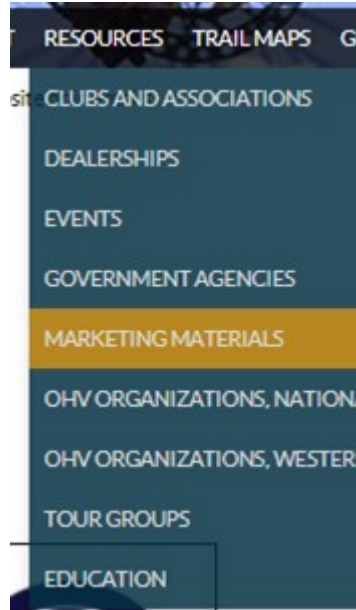 RESOURCES TRAIL MAPS G
CLUBS AND ASSOCIATIONS
DEALERSHIPS
EVENTS
GOVERNMENT AGENCIES
MARKETING MATERIALS
OHV ORGANIZATIONS, NATION
OHV ORGANIZATIONS, WESTER
TOUR GROUPS
EDUCATION